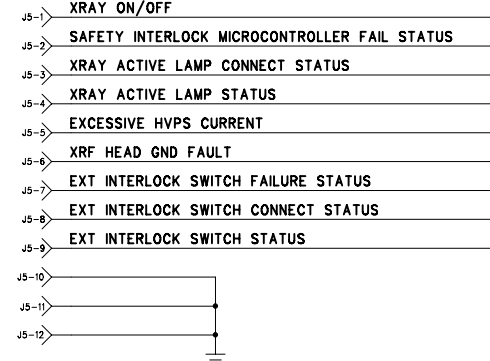 J5-1 XRAY ON/OFF
J5-2 SAFETY INTERLOCK MICROCONTROLLER FAIL STATUS
J5-3 XRAY ACTIVE LAMP CONNECT STATUS
J5-4 XRAY ACTIVE LAMP STATUS
J5-5 EXCESSIVE HVPS CURRENT
J5-6 XRF HEAD GND FAULT
J5-7 EXT INTERLOCK SWITCH FAILURE STATUS
J5-8 EXT INTERLOCK SWITCH CONNECT STATUS
J5-9 EXT INTERLOCK SWITCH STATUS
J5-10
J5-11
J5-12